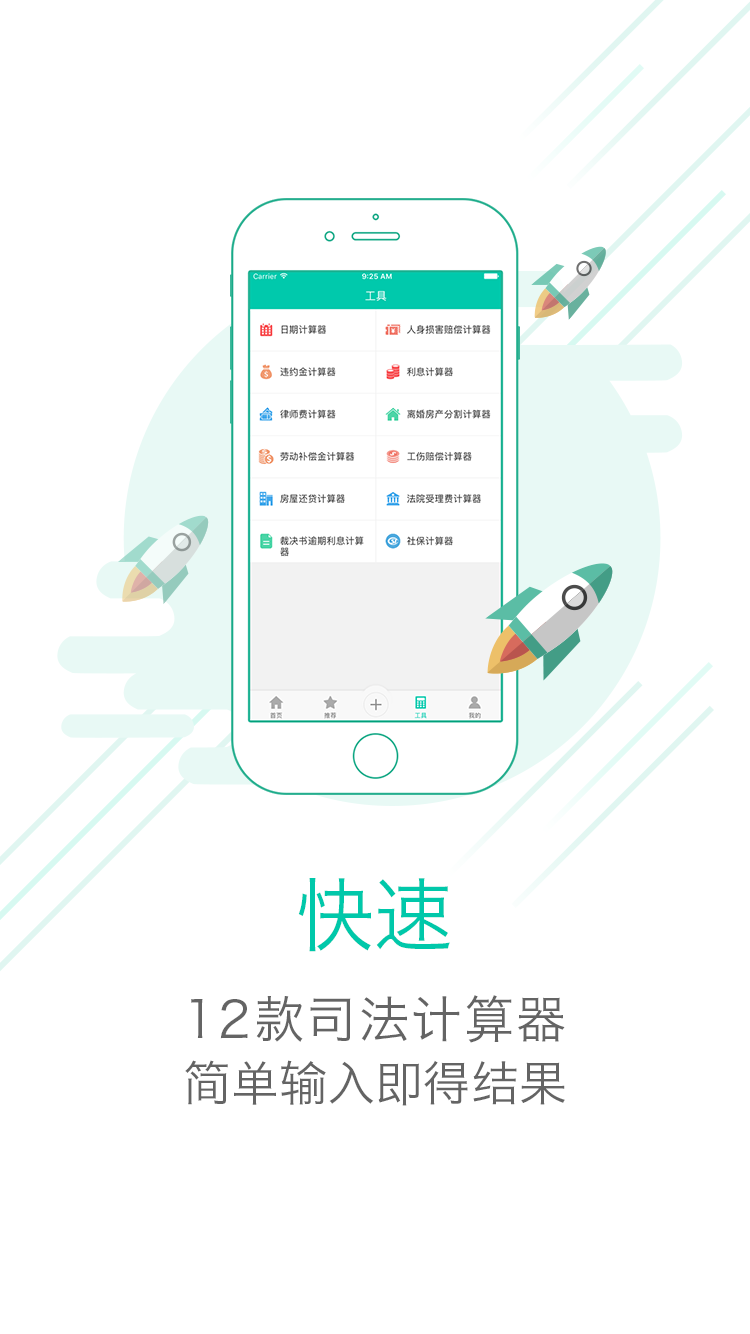 Carrier 9:25 AM
工具
日期计算器 人身损害赔偿计算器
违约金计算器 利息计算器
律师费计算器 离婚房产分割计算器
劳动补偿金计算器 工伤赔偿计算器
房屋还贷计算器 法院受理费计算器
裁决书逾期利息计算
器
社保计算器
首页 推荐 工具 我的
快速
12款司法计算器
简单输入即得结果